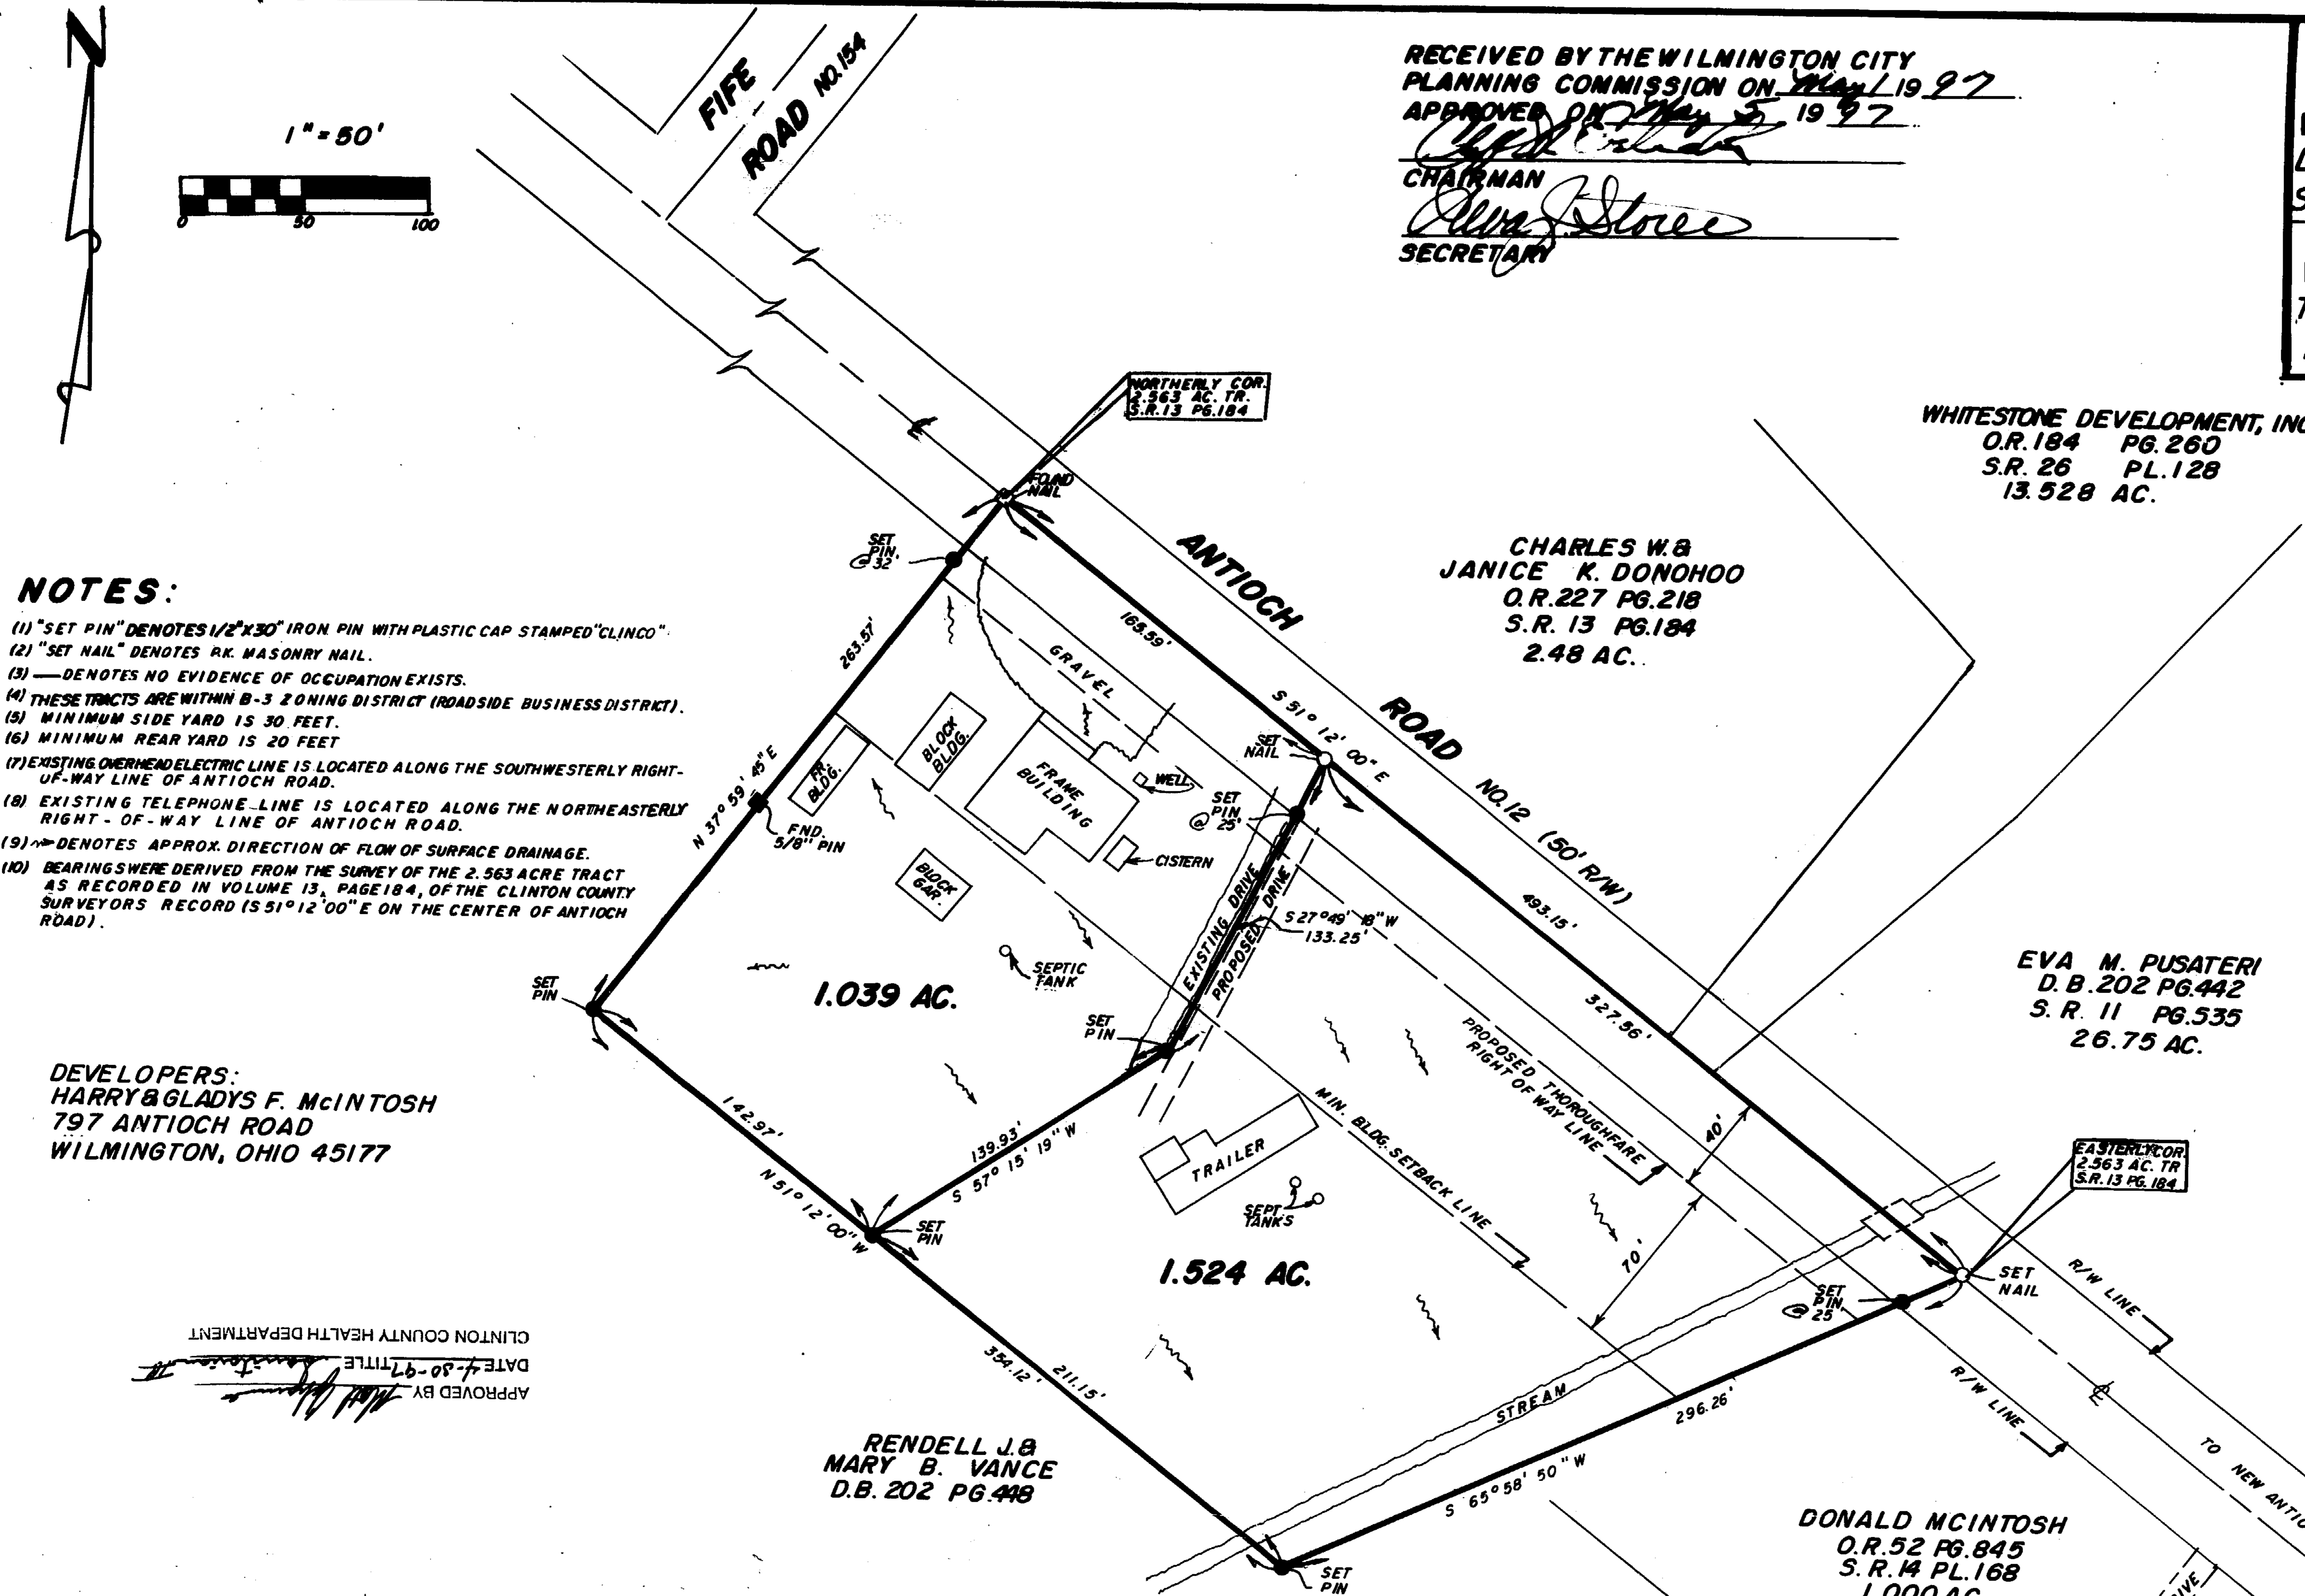 N
1" = 50'
0 50 100
FIFE
ROAD NO.154
RECEIVED BY THE WILMINGTON CITY
PLANNING COMMISSION ON May 1 19 97
APPROVED ON May 5 19 97
CHAIRMAN
SECRETARY
NORTHERLY COR.
2.563 AC. TR.
S.R.13 PG.184
FOUND
NAIL
SET
PIN
@ 32'
WHITESTONE DEVELOPMENT, INC
O.R.184 PG.260
S.R. 26 PL.128
13.528 AC.
CHARLES W. &
JANICE K. DONOHOO
O.R.227 PG.218
S.R. 13 PG.184
2.48 AC.
ANTIOCH
ROAD NO.12 (50' R/W)
NOTES:
(1) "SET PIN" DENOTES 1/2"X30" IRON PIN WITH PLASTIC CAP STAMPED "CLINCO".
(2) "SET NAIL" DENOTES P.K. MASONRY NAIL.
(3) — DENOTES NO EVIDENCE OF OCCUPATION EXISTS.
(4) THESE TRACTS ARE WITHIN B-3 ZONING DISTRICT (ROADSIDE BUSINESS DISTRICT).
(5) MINIMUM SIDE YARD IS 30 FEET.
(6) MINIMUM REAR YARD IS 20 FEET
(7) EXISTING OVERHEAD ELECTRIC LINE IS LOCATED ALONG THE SOUTHWESTERLY RIGHT-
OF-WAY LINE OF ANTIOCH ROAD.
(8) EXISTING TELEPHONE LINE IS LOCATED ALONG THE NORTHEASTERLY
RIGHT-OF-WAY LINE OF ANTIOCH ROAD.
(9) DENOTES APPROX. DIRECTION OF FLOW OF SURFACE DRAINAGE.
(10) BEARINGS WERE DERIVED FROM THE SURVEY OF THE 2.563 ACRE TRACT
AS RECORDED IN VOLUME 13, PAGE 184, OF THE CLINTON COUNTY
SURVEYORS RECORD (S 51° 12' 00" E ON THE CENTER OF ANTIOCH
ROAD).
263.57'
N 37° 59' 45" E
165.59'
S 51° 12' 00" E
GRAVEL
BLOCK
BLDG.
FR.
BLDG.
FRAME
BUILDING
WELL
CISTERN
SET
NAIL
SET
PIN
@ 25'
FND.
5/8" PIN
BLOCK
GAR.
EXISTING DRIVE
PROPOSED DRIVE
S 27° 49' 18" W
133.25'
493.15'
327.56'
SEPTIC
TANK
1.039 AC.
SET
PIN
SET
PIN
EVA M. PUSATERI
D.B.202 PG.442
S.R. 11 PG.535
26.75 AC.
PROPOSED THOROUGHFARE
RIGHT OF WAY LINE
MIN. BLDG. SETBACK LINE
40'
70'
DEVELOPERS:
HARRY & GLADYS F. McINTOSH
797 ANTIOCH ROAD
WILMINGTON, OHIO 45177
142.97'
N 51° 12' 00" W
139.93'
S 57° 15' 19" W
TRAILER
SEPT.
TANKS
SET
PIN
1.524 AC.
EASTERLY COR.
2.563 AC. TR
S.R.13 PG.184
SET
NAIL
SET
PIN
@ 25
R/W LINE
R/W LINE
354.12'
211.15'
STREAM
296.26'
S 65° 58' 50" W
TO NEW ANTIO
APPROVED BY
DATE 4-30-97 TITLE Sanitarian
CLINTON COUNTY HEALTH DEPARTMENT
RENDELL J. &
MARY B. VANCE
D.B. 202 PG.448
SET
PIN
DONALD MCINTOSH
O.R.52 PG.845
S.R. 14 PL.168
1.000 AC